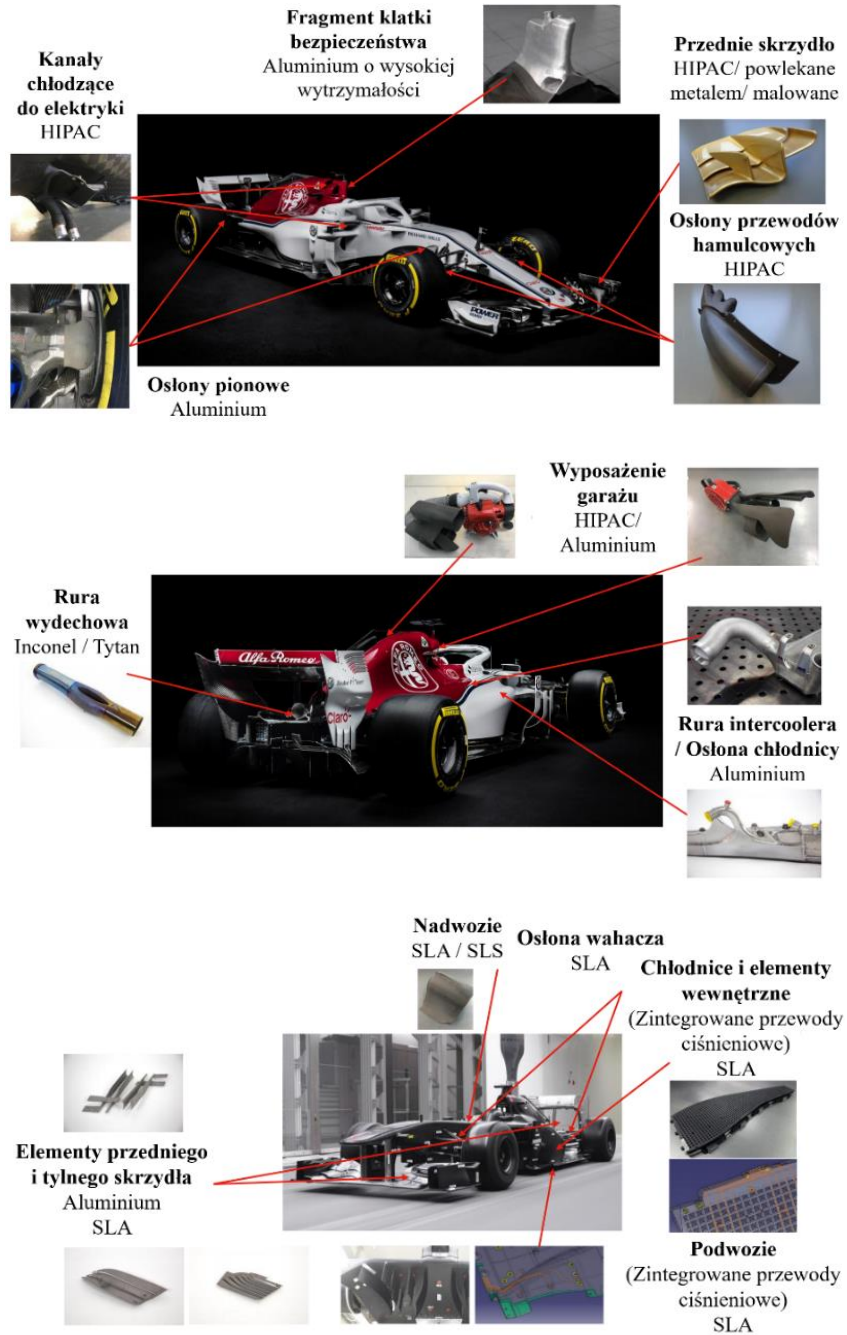 Fragment klatki
bezpieczeństwa
Aluminium o wysokiej
wytrzymałości
Kanały
chłodzące
do elektryki
HIPAC
Przednie skrzydło
HIPAC/ powlekane
metalem/ malowane
Osłony przewodów
hamulcowych
HIPAC
Osłony pionowe
Aluminium
Wyposażenie
garażu
HIPAC/
Aluminium
Rura
wydechowa
Inconel / Tytan
Alfa Romeo
Claro
Rura intercoolera
/ Osłona chłodnicy
Aluminium
Nadwozie
SLA / SLS
Osłona wahacza
SLA
Chłodnice i elementy
wewnętrzne
(Zintegrowane przewody
ciśnieniowe)
SLA
Elementy przedniego
i tylnego skrzydła
Aluminium
SLA
Podwozie
(Zintegrowane przewody
ciśnieniowe)
SLA